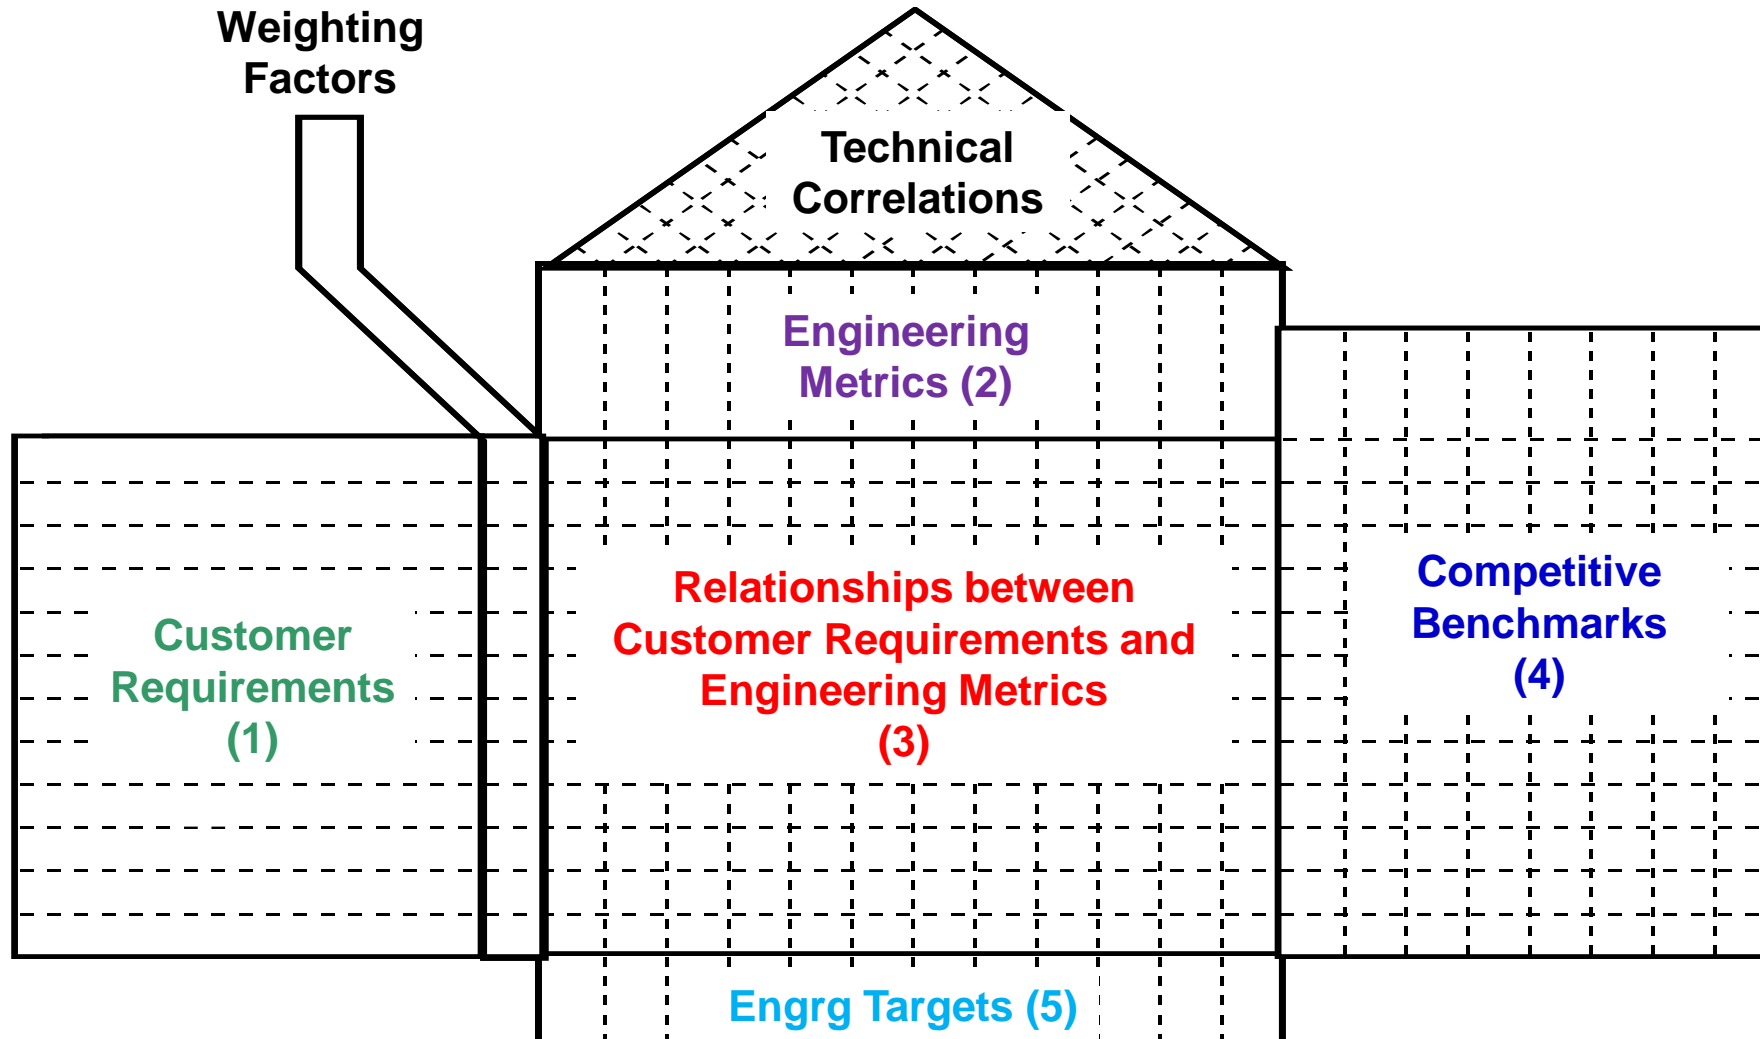 Weighting
Factors
Technical
Correlations
Engineering
Metrics (2)
Customer
Requirements
(1)
Relationships between
Customer Requirements and
Engineering Metrics
(3)
Competitive
Benchmarks
(4)
Engrg Targets (5)